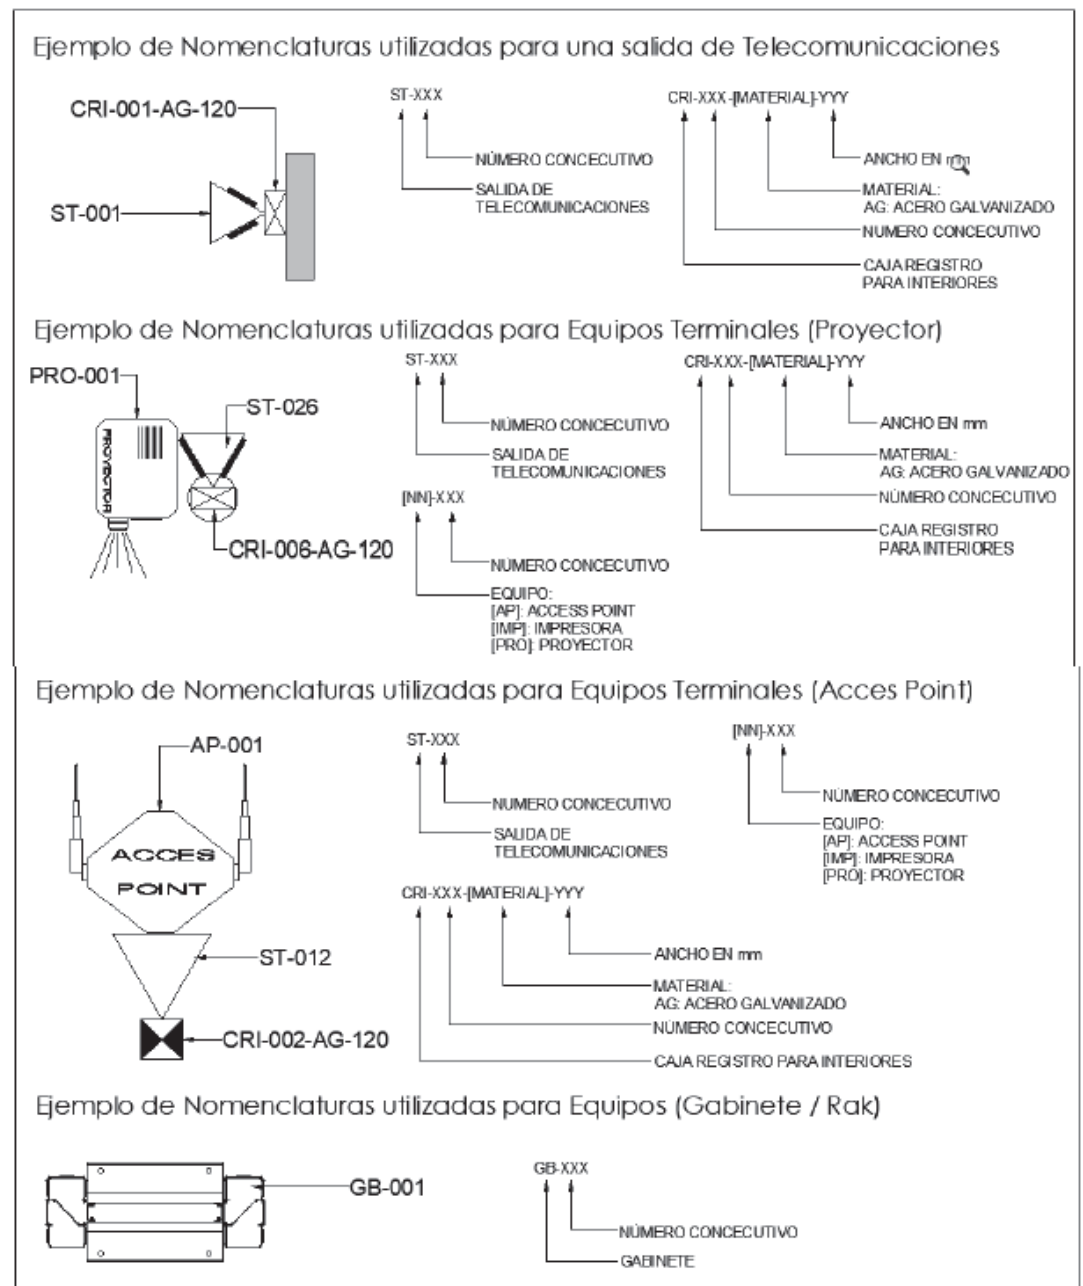 Ejemplo de Nomenclaturas utilizadas para una salida de Telecomunicaciones
CRI-001-AG-120
ST-001
ST-XXX
NÚMERO CONCECUTIVO
SALIDA DE
TELECOMUNICACIONES
CRI-XXX-[MATERIAL]-YYY
ANCHO EN mm
MATERIAL:
AG: ACERO GALVANIZADO
NUMERO CONCECUTIVO
CAJA REGISTRO
PARA INTERIORES
Ejemplo de Nomenclaturas utilizadas para Equipos Terminales (Proyector)
PRO-001
ST-026
PROYECTOR
CRI-006-AG-120
ST-XXX
NÚMERO CONCECUTIVO
SALIDA DE
TELECOMUNICACIONES
[NN]-XXX
NÚMERO CONCECUTIVO
EQUIPO:
[AP]: ACCESS POINT
[IMP]: IMPRESORA
[PRO]: PROYECTOR
CRI-XXX-[MATERIAL]-YYY
ANCHO EN mm
MATERIAL:
AG: ACERO GALVANIZADO
NÚMERO CONCECUTIVO
CAJA REGISTRO
PARA INTERIORES
Ejemplo de Nomenclaturas utilizadas para Equipos Terminales (Acces Point)
AP-001
ACCES
POINT
ST-012
CRI-002-AG-120
ST-XXX
NUMERO CONCECUTIVO
SALIDA DE
TELECOMUNICACIONES
[NN]-XXX
NÚMERO CONCECUTIVO
EQUIPO:
[AP]: ACCESS POINT
[IMP]: IMPRESORA
[PRO]: PROYECTOR
CRI-XXX-[MATERIAL]-YYY
ANCHO EN mm
MATERIAL:
AG: ACERO GALVANIZADO
NÚMERO CONCECUTIVO
CAJA REGISTRO PARA INTERIORES
Ejemplo de Nomenclaturas utilizadas para Equipos (Gabinete / Rak)
GB-001
GB-XXX
NÚMERO CONCECUTIVO
GABINETE